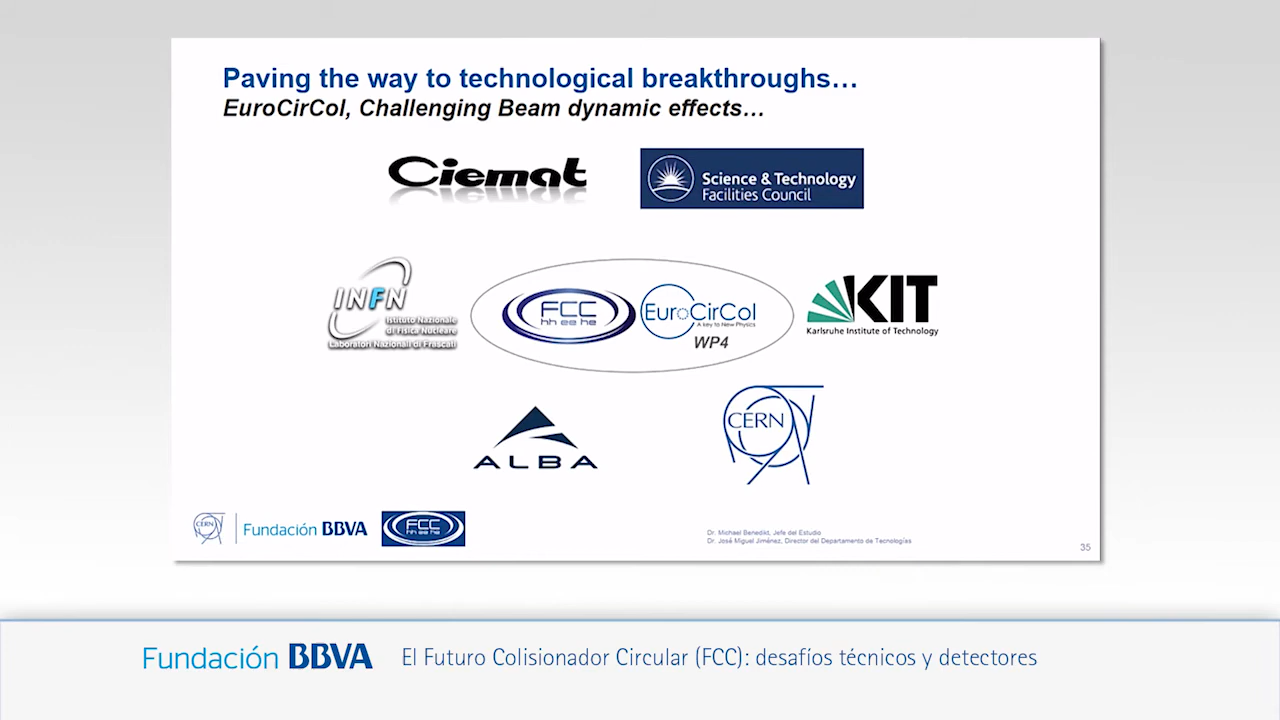 Paving the way to technological breakthroughs…
EuroCirCol, Challenging Beam dynamic effects…
Ciemat
Science & Technology
Facilities Council
INFN
Istituto Nazionale
di Fisica Nucleare
Laboratori Nazionali di Frascati
FCC
hh ee he
EuroCirCol
A key to New Physics
WP4
KIT
Karlsruhe Institute of Technology
ALBA
CERN
CERN
Fundación BBVA
FCC
hh ee he
Dr. Michael Benedikt, Jefe del Estudio
Dr. José Miguel Jiménez, Director del Departamento de Tecnologías
35
Fundación BBVA
El Futuro Colisionador Circular (FCC): desafíos técnicos y detectores